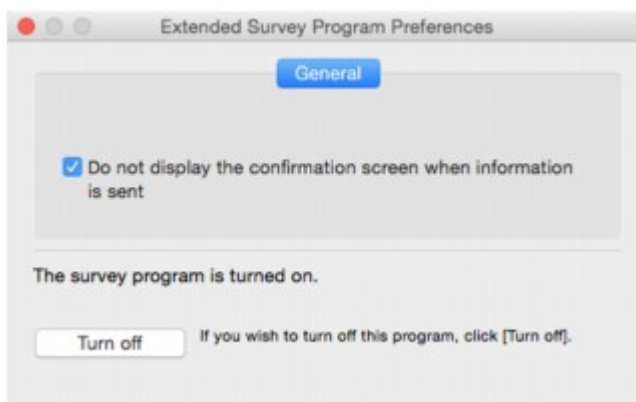 Extended Survey Program Preferences
General
Do not display the confirmation screen when information
is sent
The survey program is turned on.
Turn off
If you wish to turn off this program, click [Turn off].